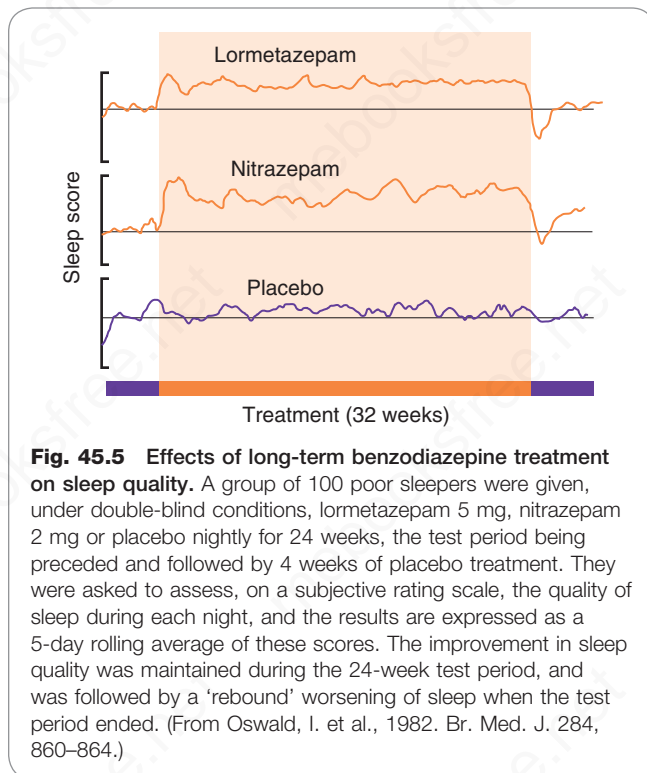 Lormetazepam
Nitrazepam
Sleep score
Placebo
Treatment (32 weeks)
Fig. 45.5 Effects of long-term benzodiazepine treatment
on sleep quality. A group of 100 poor sleepers were given,
under double-blind conditions, lormetazepam 5 mg, nitrazepam
2 mg or placebo nightly for 24 weeks, the test period being
preceded and followed by 4 weeks of placebo treatment. They
were asked to assess, on a subjective rating scale, the quality of
sleep during each night, and the results are expressed as a
5-day rolling average of these scores. The improvement in sleep
quality was maintained during the 24-week test period, and
was followed by a ‘rebound’ worsening of sleep when the test
period ended. (From Oswald, I. et al., 1982. Br. Med. J. 284,
860–864.)